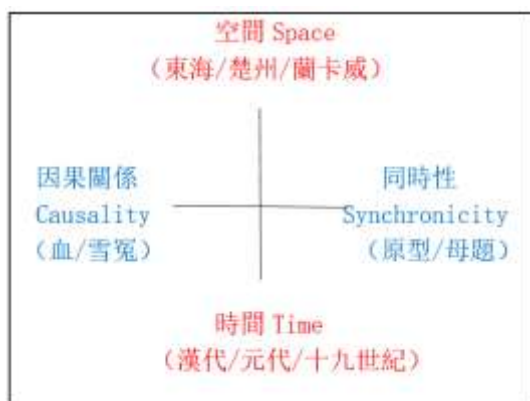 空間 Space
（東海/楚州/蘭卡威）
因果關係
Causality
（血/雪冤）
同時性
Synchronicity
（原型/母題）
時間 Time
（漢代/元代/十九世紀）